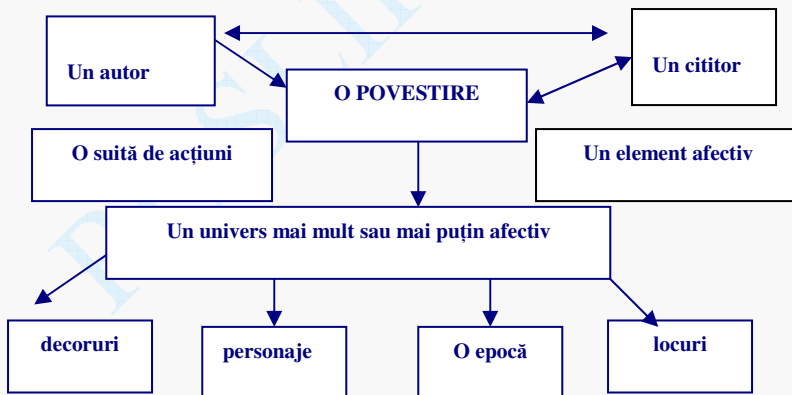 Un autor
Un cititor
O POVESTIRE
O suită de acțiuni
Un element afectiv
Un univers mai mult sau mai puțin afectiv
decoruri
personaje
O epocă
locuri